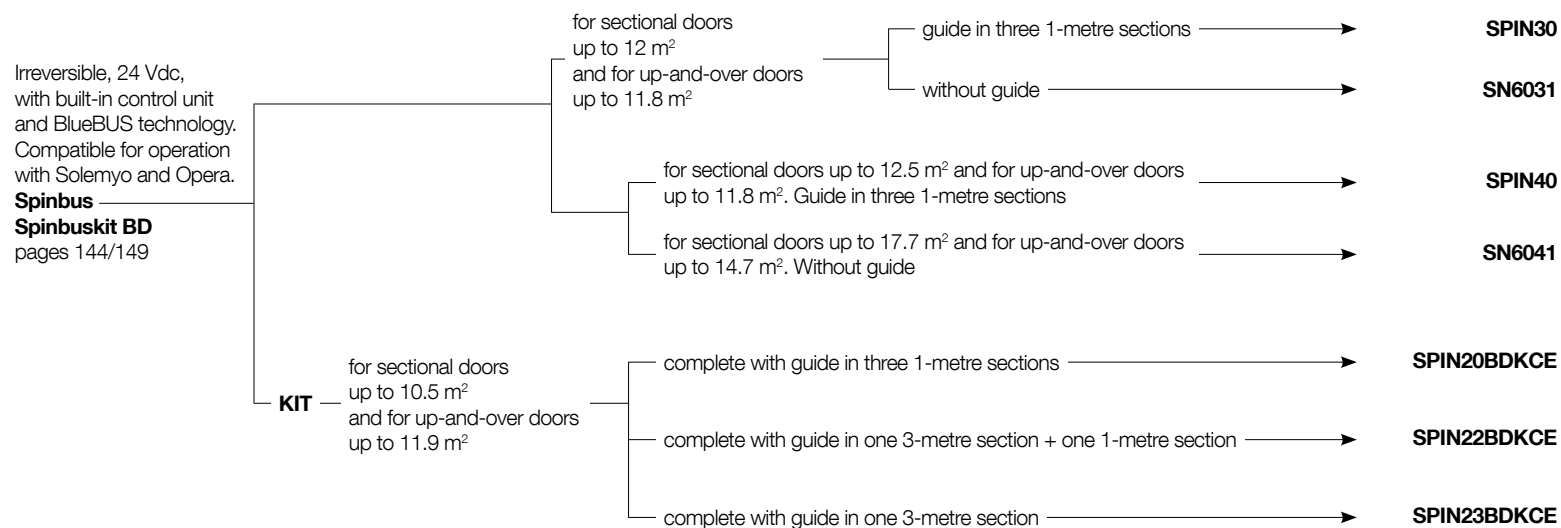 Irreversible, 24 Vdc,
with built-in control unit
and BlueBUS technology.
Compatible for operation
with Solemyo and Opera.
Spinbus
Spinbuskit BD
pages 144/149
for sectional doors
up to 12 m²
and for up-and-over doors
up to 11.8 m²
guide in three 1-metre sections
SPIN30
without guide
SN6031
for sectional doors up to 12.5 m² and for up-and-over doors
up to 11.8 m². Guide in three 1-metre sections
SPIN40
for sectional doors up to 17.7 m² and for up-and-over doors
up to 14.7 m². Without guide
SN6041
KIT
for sectional doors
up to 10.5 m²
and for up-and-over doors
up to 11.9 m²
complete with guide in three 1-metre sections
SPIN20BDKCE
complete with guide in one 3-metre section + one 1-metre section
SPIN22BDKCE
complete with guide in one 3-metre section
SPIN23BDKCE